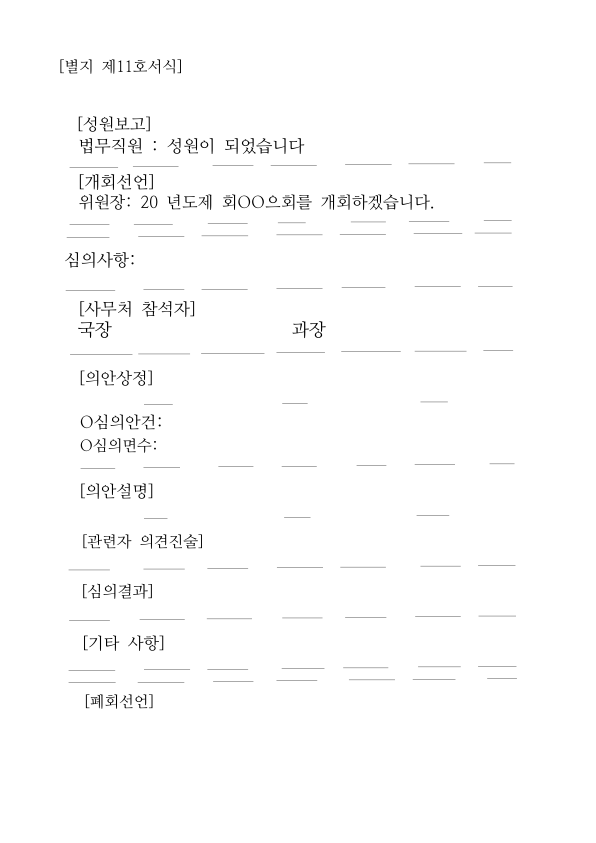 [별지 제11호서식]
[성원보고]
법무직원 : 성원이 되었습니다
[개회선언]
위원장: 20 년도제 회OO으회를 개회하겠습니다.
심의사항:
[사무처 참석자]
국장 과장
[의안상정]
O심의안건:
O심의면수:
[의안설명]
[관련자 의견진술]
[심의결과]
[기타 사항]
[폐회선언]